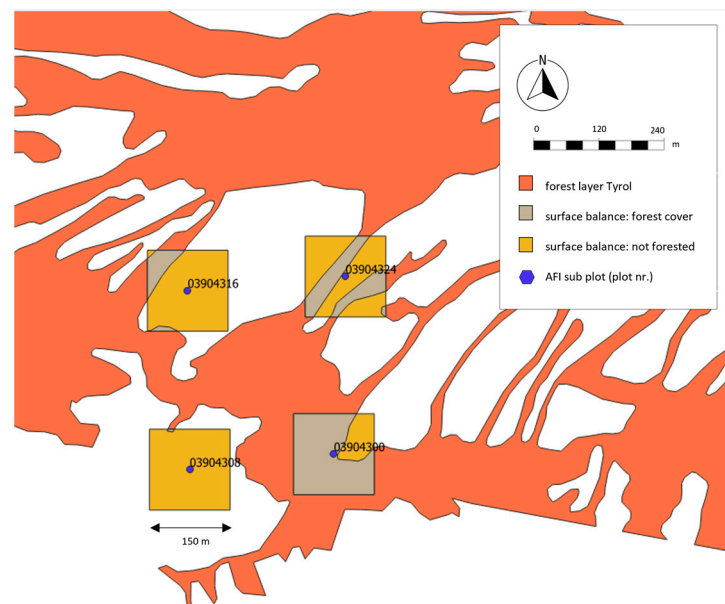 N
0 120 240
m
forest layer Tyrol
surface balance: forest cover
surface balance: not forested
AFI sub plot (plot nr.)
03904324
03904316
03904300
03904308
150 m